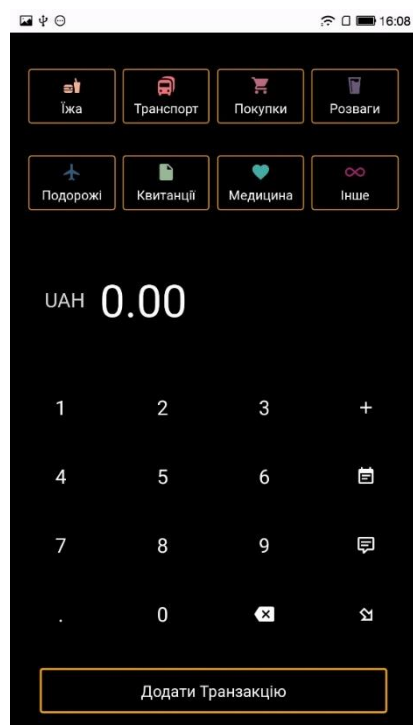 16:08
Їжа Транспорт Покупки Розваги
Подорожі Квитанції Медицина Інше
UAH 0.00
1 2 3 +
4 5 6
7 8 9
. 0
Додати Транзакцію